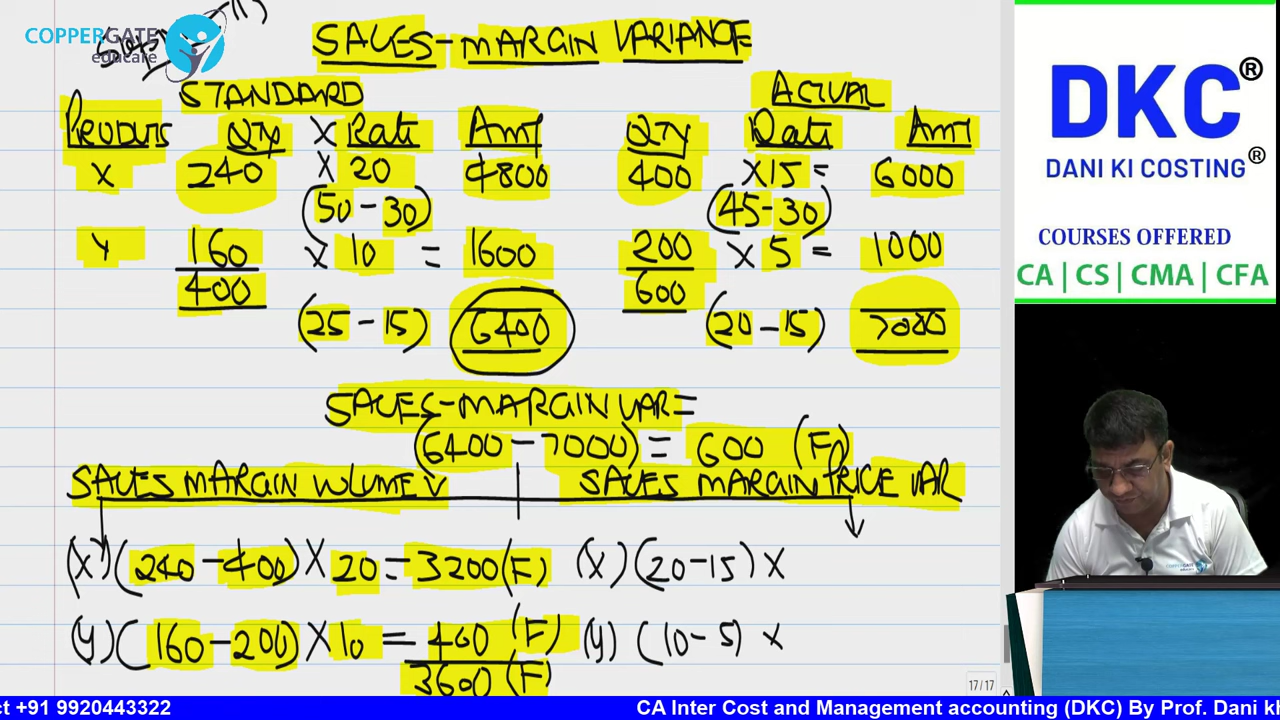 COPPERGATE
educate
SALES-MARGIN VARIANCE
STANDARD ACTUAL
PRODUTS QTY X Rate AMT QTY Rate AMT
X 240 X 20 4800 400 X15 = 6000
(50-30) (45-30)
Y 160 X 10 = 1600 200 X 5 = 1000
400 600
(25-15) 6400 (20-15) 7000
SALES-MARGIN VAR=
(6400-7000) = 600 (F)
SALES MARGIN VOLUME V SALES MARGIN PRICE VAR
(X) (240-400) X 20 = 3200 (F) (X) (20-15) X
(Y) (160-200) X 10 = 400 (F) (Y) (10-5) X
3600 (F)
17/17
DKC®
DANI KI COSTING®
COURSES OFFERED
CA | CS | CMA | CFA
COPPERGATE
ct +91 9920443322 CA Inter Cost and Management accounting (DKC) By Prof. Dani k